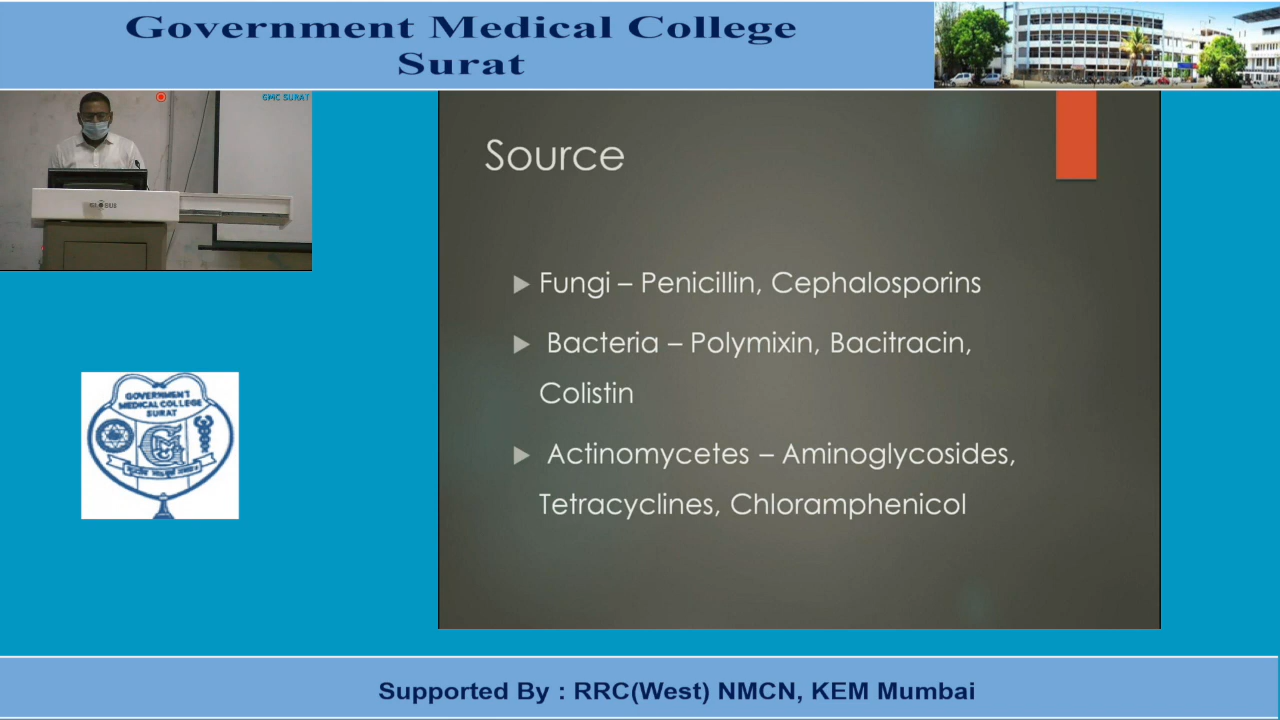 Government Medical College
Surat
GMC SURAT
Source
Fungi – Penicillin, Cephalosporins
Bacteria – Polymixin, Bacitracin,
Colistin
Actinomycetes – Aminoglycosides,
Tetracyclines, Chloramphenicol
GOVERNMENT
MEDICAL COLLEGE
SURAT
Supported By : RRC(West) NMCN, KEM Mumbai